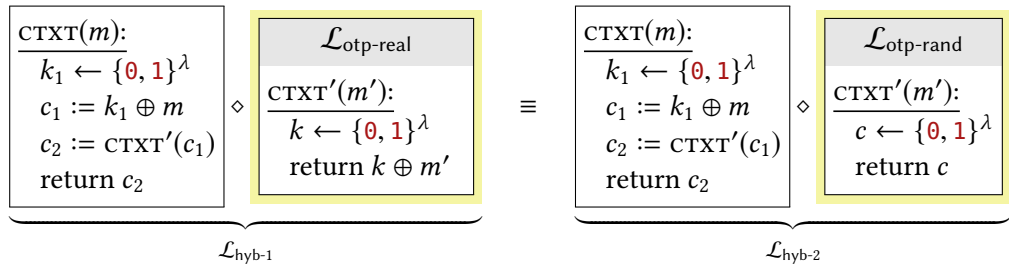 CTXT(m):
k₁ ← {0, 1}^λ
c₁ := k₁ ⊕ m
c₂ := CTXT′(c₁)
return c₂
⋄
𝓛otp-real
CTXT′(m′):
k ← {0, 1}^λ
return k ⊕ m′
𝓛hyb-1
≡
CTXT(m):
k₁ ← {0, 1}^λ
c₁ := k₁ ⊕ m
c₂ := CTXT′(c₁)
return c₂
⋄
𝓛otp-rand
CTXT′(m′):
c ← {0, 1}^λ
return c
𝓛hyb-2